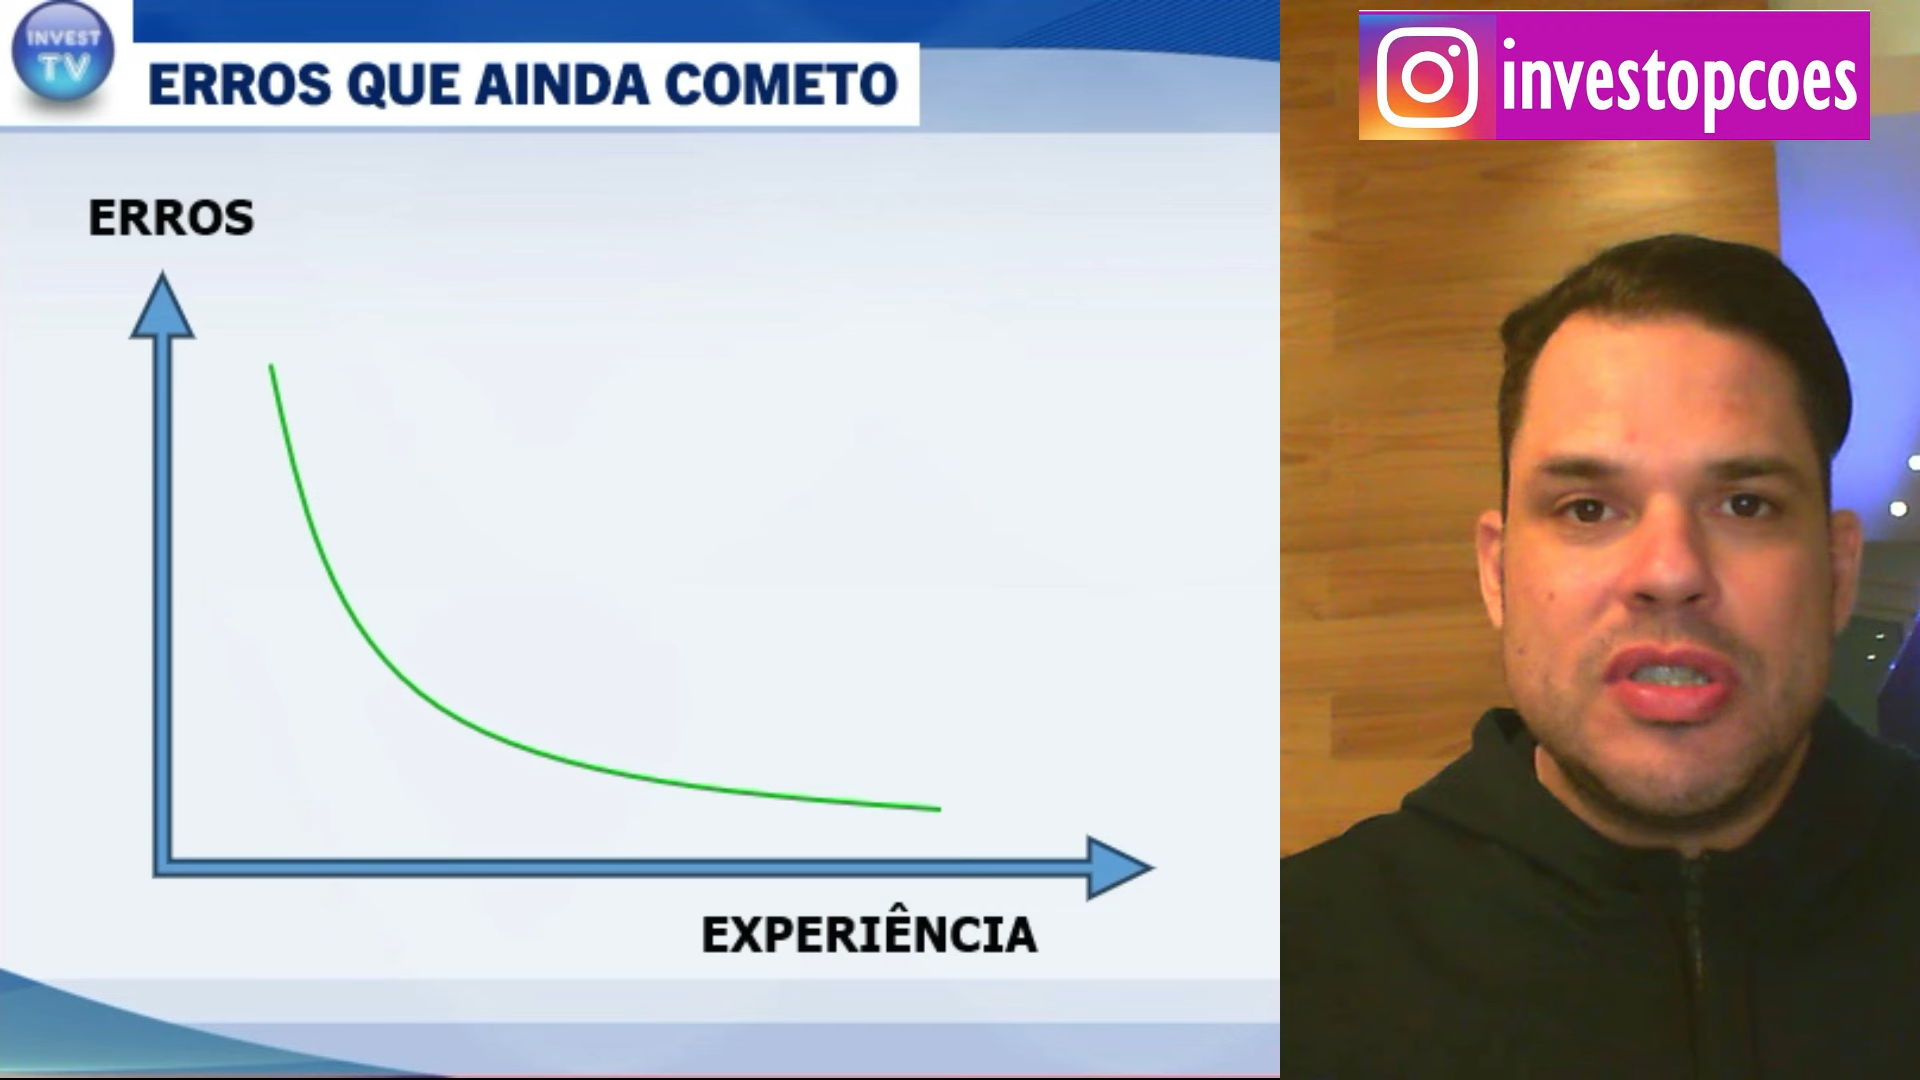 INVEST
TV
ERROS QUE AINDA COMETO
investopcoes
ERROS
EXPERIÊNCIA